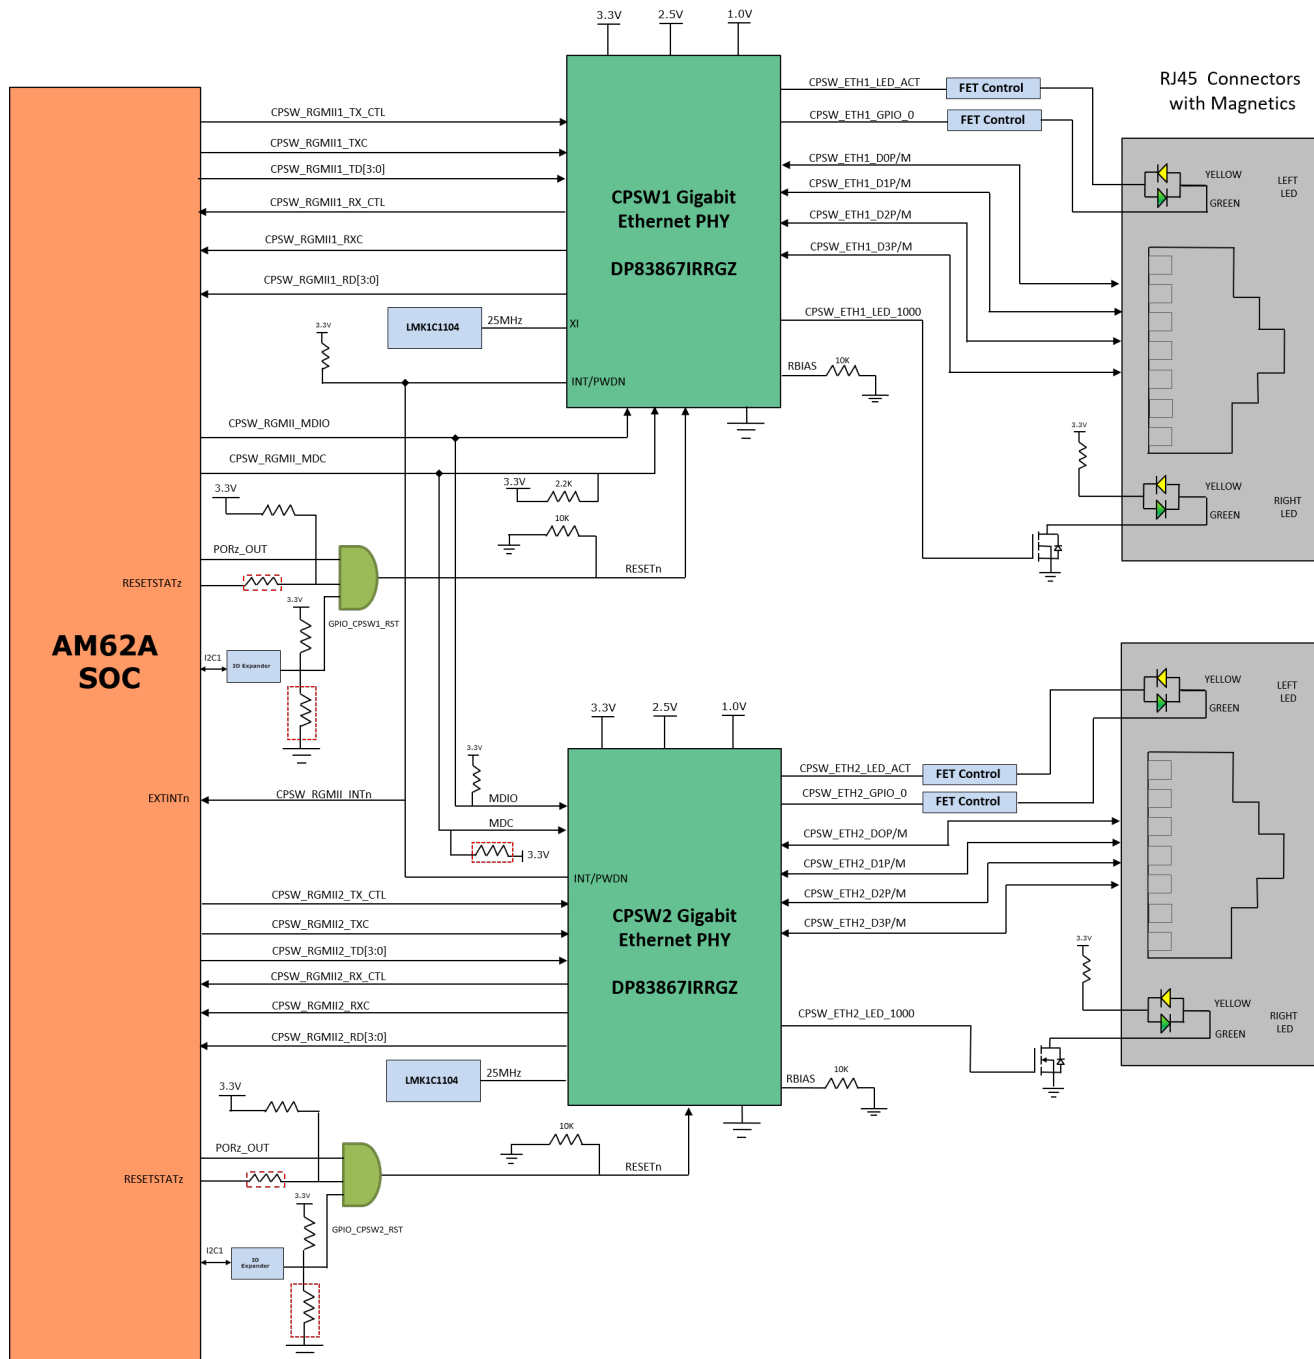 3.3V
2.5V
1.0V
RJ45 Connectors
with Magnetics
CPSW_ETH1_LED_ACT
FET Control
CPSW_ETH1_GPIO_0
FET Control
CPSW_RGMII1_TX_CTL
CPSW_RGMII1_TXC
CPSW_RGMII1_TD[3:0]
CPSW_RGMII1_RX_CTL
CPSW_RGMII1_RXC
CPSW_RGMII1_RD[3:0]
CPSW1 Gigabit
Ethernet PHY
DP83867IRRGZ
CPSW_ETH1_D0P/M
CPSW_ETH1_D1P/M
CPSW_ETH1_D2P/M
CPSW_ETH1_D3P/M
YELLOW
GREEN
LEFT
LED
LMK1C1104
25MHz
XI
3.3V
INT/PWDN
CPSW_ETH1_LED_1000
RBIAS
10K
CPSW_RGMII_MDIO
CPSW_RGMII_MDC
3.3V
2.2K
3.3V
10K
3.3V
YELLOW
GREEN
RIGHT
LED
PORz_OUT
RESETSTATz
RESETn
GPIO_CPSW1_RST
3.3V
AM62A
SOC
I2C1
IO Expander
3.3V
2.5V
1.0V
YELLOW
GREEN
LEFT
LED
3.3V
EXTINTn
CPSW_RGMII_INTn
MDIO
MDC
3.3V
INT/PWDN
CPSW_ETH2_LED_ACT
FET Control
CPSW_ETH2_GPIO_0
FET Control
CPSW_ETH2_DOP/M
CPSW_ETH2_D1P/M
CPSW_ETH2_D2P/M
CPSW_ETH2_D3P/M
CPSW_RGMII2_TX_CTL
CPSW_RGMII2_TXC
CPSW_RGMII2_TD[3:0]
CPSW_RGMII2_RX_CTL
CPSW_RGMII2_RXC
CPSW_RGMII2_RD[3:0]
CPSW2 Gigabit
Ethernet PHY
DP83867IRRGZ
3.3V
YELLOW
GREEN
RIGHT
LED
CPSW_ETH2_LED_1000
LMK1C1104
25MHz
RBIAS
10K
3.3V
10K
PORz_OUT
RESETSTATz
RESETn
3.3V
GPIO_CPSW2_RST
I2C1
IO
Expander